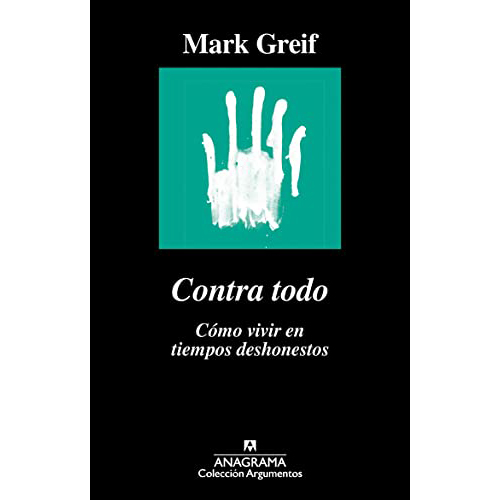 Mark Greif
Contra todo
Cómo vivir en
tiempos deshonestos
ANAGRAMA
Colección Argumentos